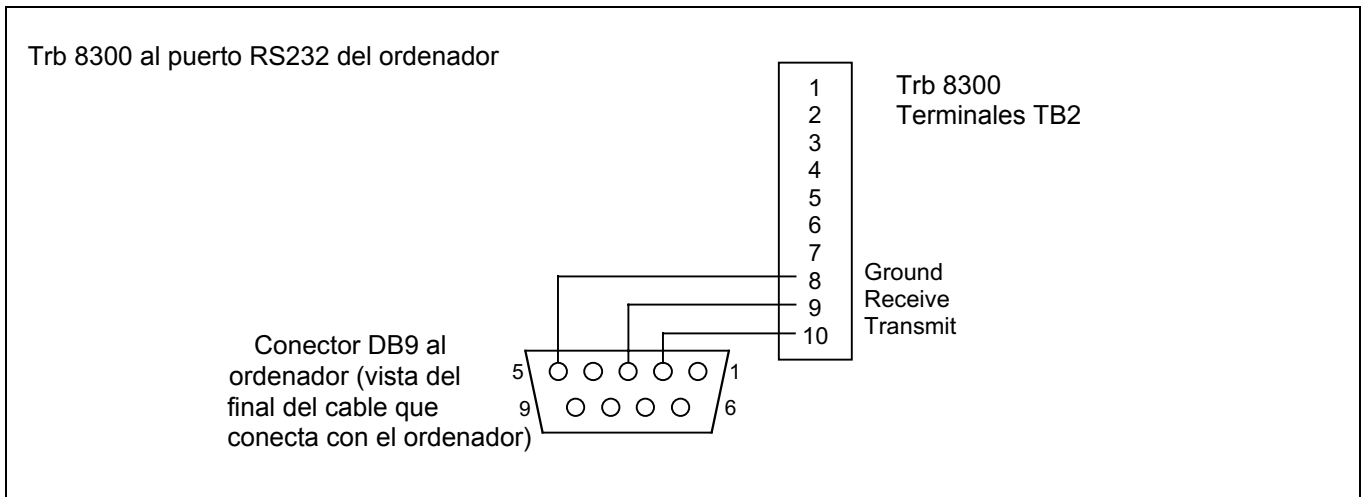 Trb 8300 al puerto RS232 del ordenador
1
2
3
4
5
6
7
8
9
10
Trb 8300
Terminales TB2
Ground
Receive
Transmit
Conector DB9 al
ordenador (vista del
final del cable que
conecta con el ordenador)
5
1
9
6